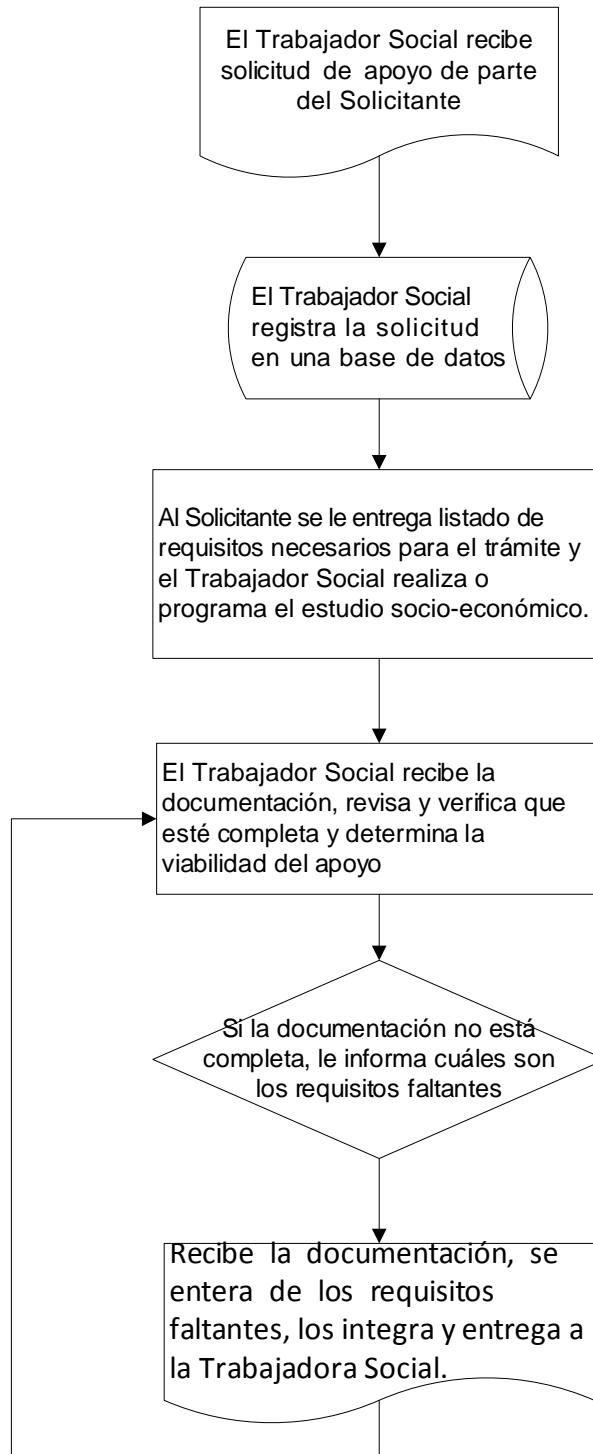 El Trabajador Social recibe
solicitud de apoyo de parte
del Solicitante
El Trabajador Social
registra la solicitud
en una base de datos
Al Solicitante se le entrega listado de
requisitos necesarios para el trámite y
el Trabajador Social realiza o
programa el estudio socio-económico.
El Trabajador Social recibe la
documentación, revisa y verifica que
esté completa y determina la
viabilidad del apoyo
Si la documentación no está
completa, le informa cuáles son
los requisitos faltantes
Recibe la documentación, se
entera de los requisitos
faltantes, los integra y entrega a
la Trabajadora Social.